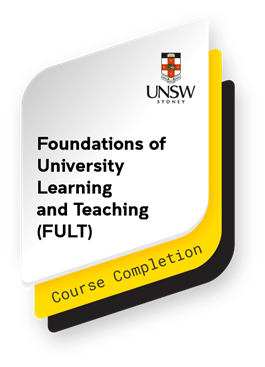 UNSW
SYDNEY
Foundations of
University
Learning
and Teaching
(FULT)
Course Completion